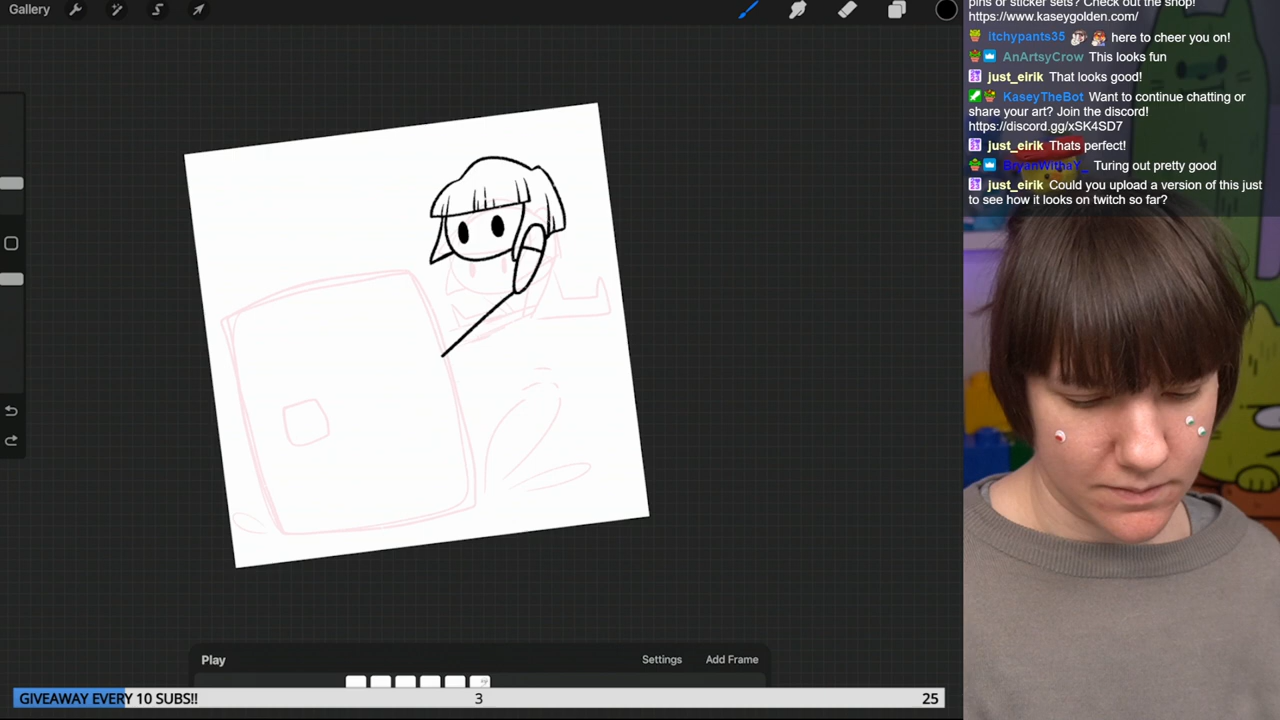 Gallery
pins or sticker sets? Check out the shop!
https://www.kaseygolden.com/
itchypants35 here to cheer you on!
AnArtsyCrow This looks fun
just_eirik That looks good!
KaseyTheBot Want to continue chatting or
share your art? Join the discord!
https://discord.gg/xSK4SD7
just_eirik Thats perfect!
BryanWithaY_ Turing out pretty good
just_eirik Could you upload a version of this just
to see how it looks on twitch so far?
Play
Settings
Add Frame
GIVEAWAY EVERY 10 SUBS!!
3
25